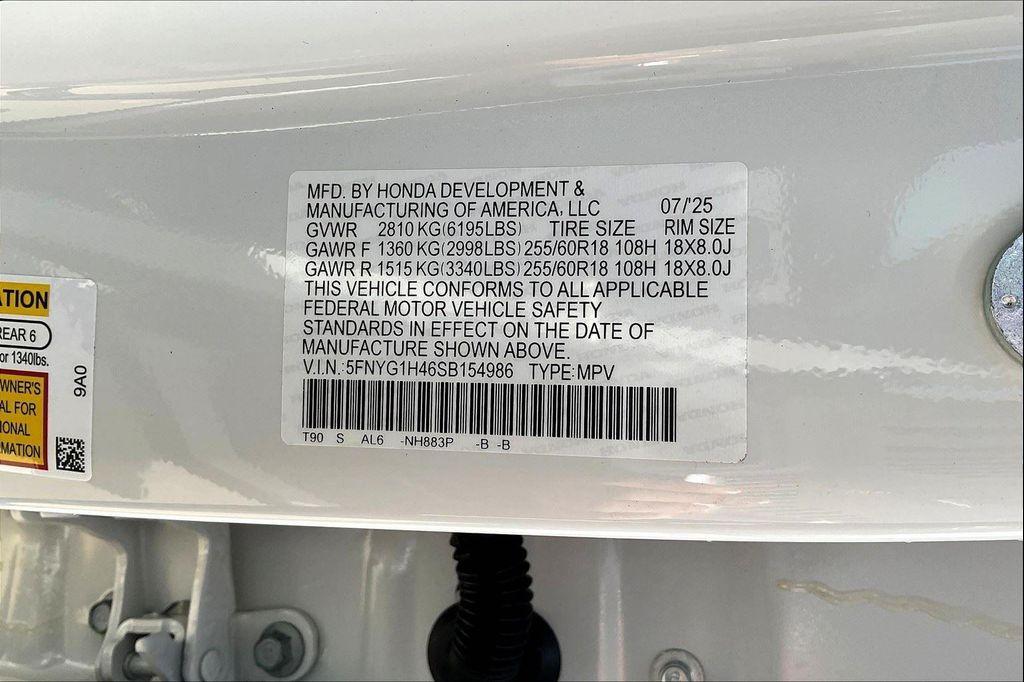 MFD. BY HONDA DEVELOPMENT &
MANUFACTURING OF AMERICA, LLC 07/'25
GVWR 2810 KG(6195LBS) TIRE SIZE RIM SIZE
GAWR F 1360 KG(2998LBS) 255/60R18 108H 18X8.0J
GAWR R 1515 KG(3340LBS) 255/60R18 108H 18X8.0J
THIS VEHICLE CONFORMS TO ALL APPLICABLE
FEDERAL MOTOR VEHICLE SAFETY
STANDARDS IN EFFECT ON THE DATE OF
MANUFACTURE SHOWN ABOVE.
V.I.N.:5FNYG1H46SB154986 TYPE:MPV
T90 S AL6 -NH883P -B -B
ATION
REAR 6
or 1340lbs.
WNER'S
AL FOR
IONAL
RMATION
9A0